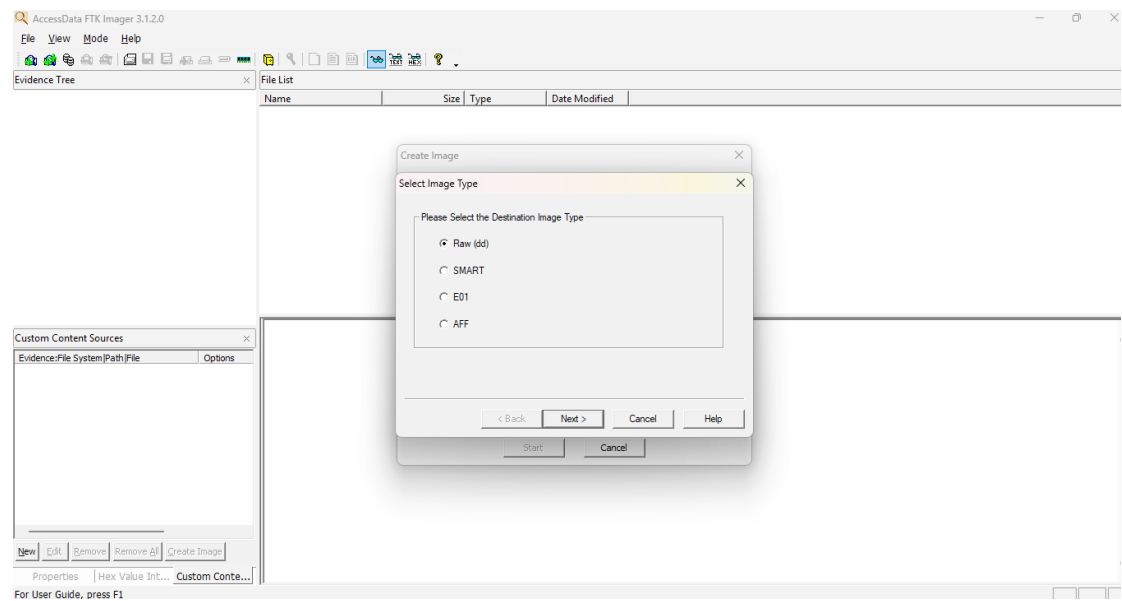 AccessData FTK Imager 3.1.2.0
File View Mode Help
TEXT HEX
Evidence Tree
File List
Name Size Type Date Modified
Create Image
Select Image Type
Please Select the Destination Image Type
Raw (dd)
SMART
E01
AFF
< Back Next > Cancel Help
Start Cancel
Custom Content Sources
Evidence:File System|Path|File Options
New Edit Remove Remove All Create Image
Properties Hex Value Int... Custom Conte...
For User Guide, press F1